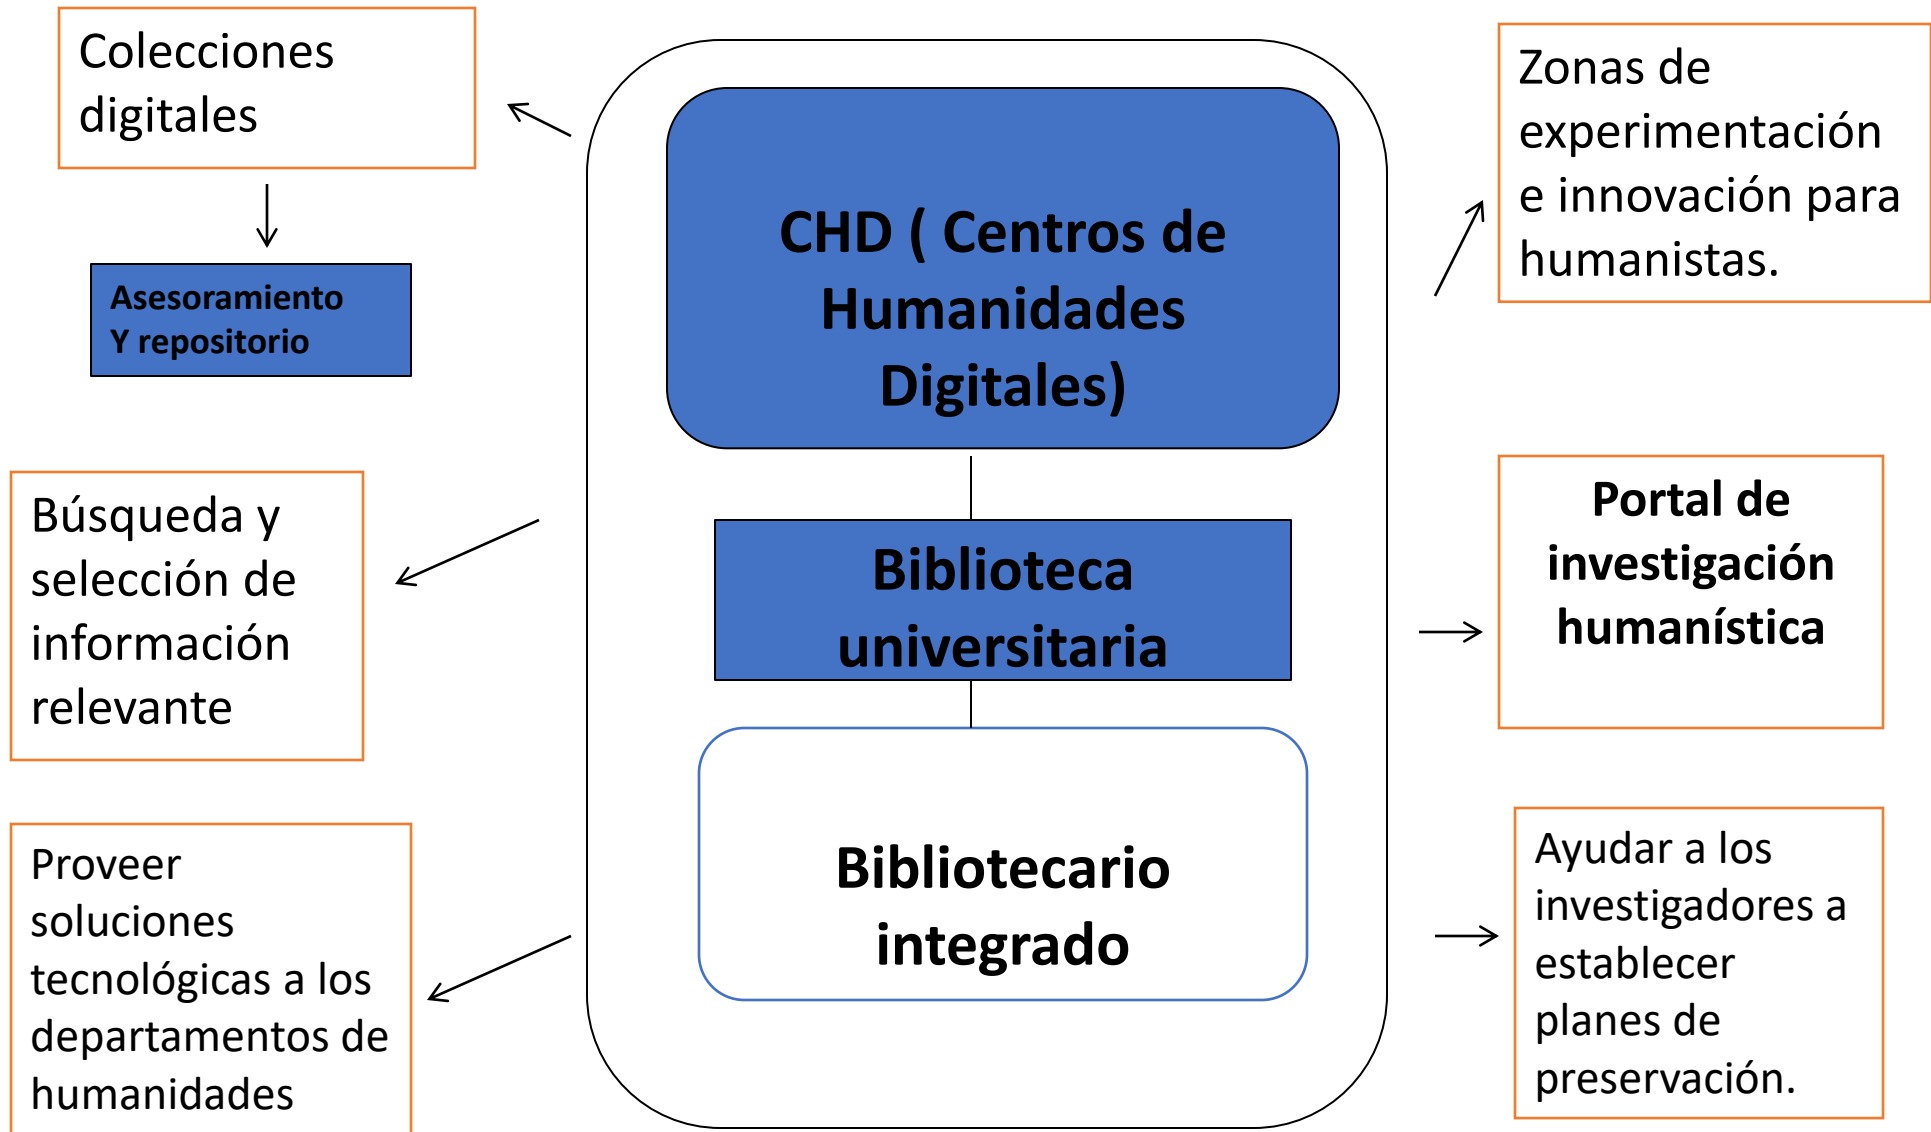 Colecciones
digitales
Asesoramiento
Y repositorio
Búsqueda y
selección de
información
relevante
Proveer
soluciones
tecnológicas a los
departamentos de
humanidades
CHD ( Centros de
Humanidades
Digitales)
Biblioteca
universitaria
Bibliotecario
integrado
Zonas de
experimentación
e innovación para
humanistas.
Portal de
investigación
humanística
Ayudar a los
investigadores a
establecer
planes de
preservación.